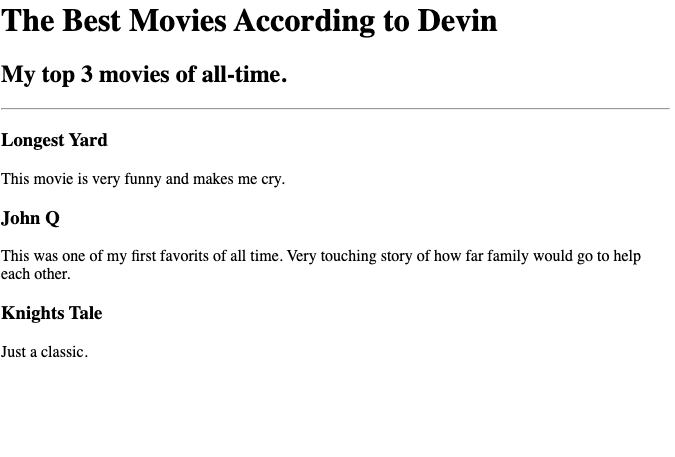 The Best Movies According to Devin
My top 3 movies of all-time.
Longest Yard
This movie is very funny and makes me cry.
John Q
This was one of my first favorits of all time. Very touching story of how far family would go to help
each other.
Knights Tale
Just a classic.